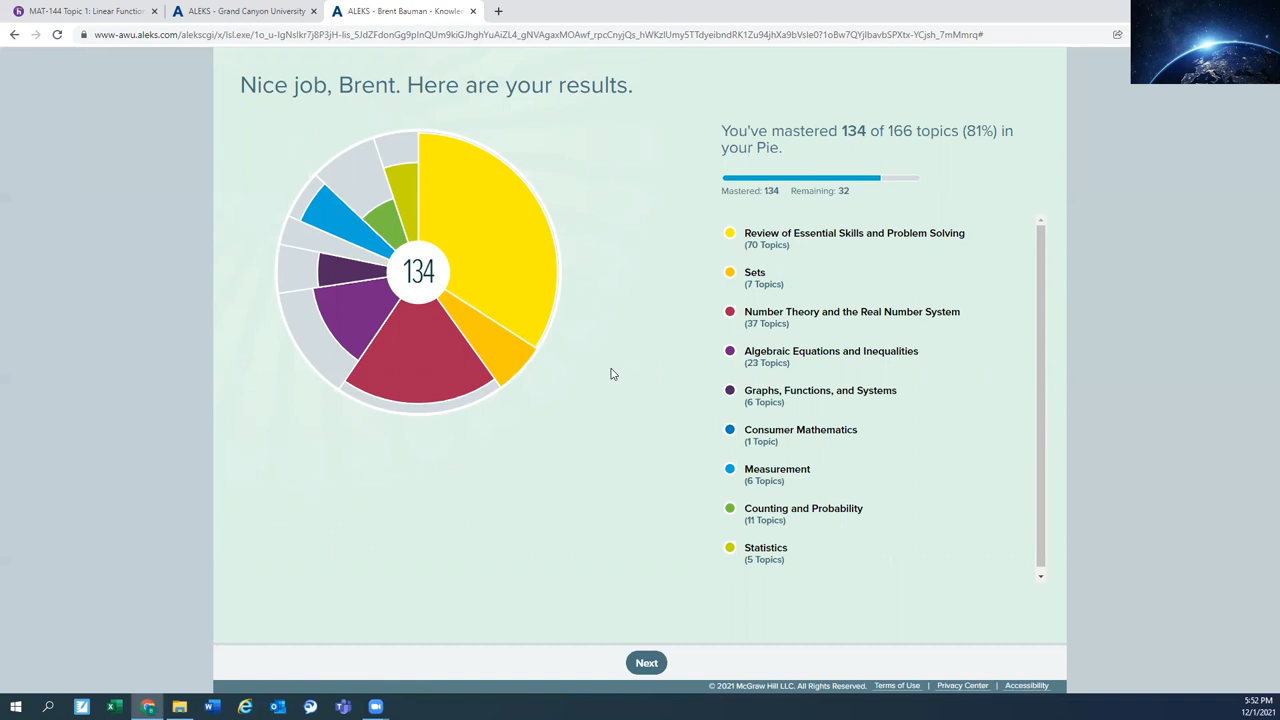 MAT-144 Topic 1: Linear Functio
ALEKS - Grand Canyon University
ALEKS - Brent Bauman - Knowle
Nice job, Brent. Here are your results.
134
You've mastered 134 of 166 topics (81%) in
your Pie.
Mastered: 134 Remaining: 32
Review of Essential Skills and Problem Solving
(70 Topics)
Sets
(7 Topics)
Number Theory and the Real Number System
(37 Topics)
Algebraic Equations and Inequalities
(23 Topics)
Graphs, Functions, and Systems
(6 Topics)
Consumer Mathematics
(1 Topic)
Measurement
(6 Topics)
Counting and Probability
(11 Topics)
Statistics
(5 Topics)
Next
© 2021 McGraw Hill LLC. All Rights Reserved. Terms of Use | Privacy Center | Accessibility
5:52 PM
12/1/2021